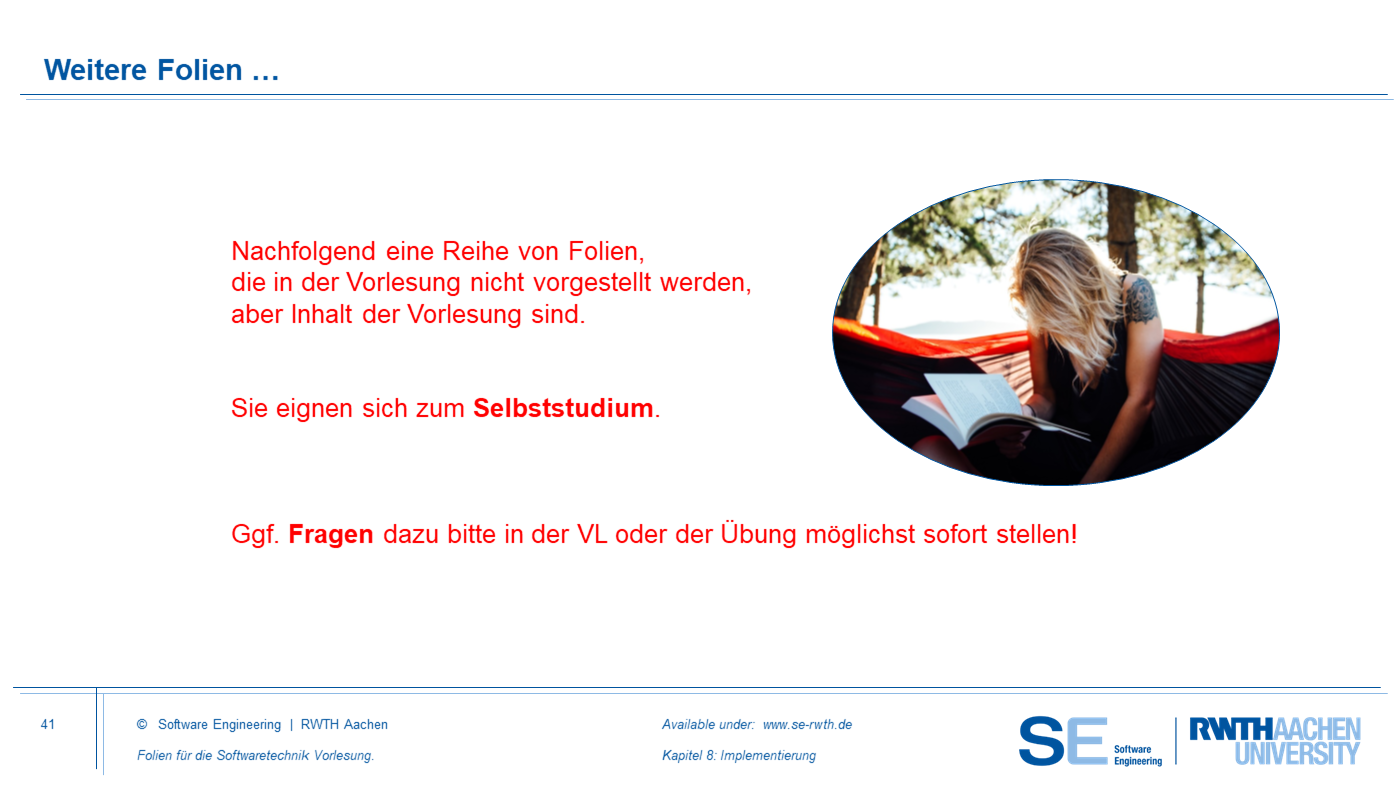 Weitere Folien …
Nachfolgend eine Reihe von Folien,
die in der Vorlesung nicht vorgestellt werden,
aber Inhalt der Vorlesung sind.
Sie eignen sich zum Selbststudium.
Ggf. Fragen dazu bitte in der VL oder der Übung möglichst sofort stellen!
41
© Software Engineering | RWTH Aachen
Folien für die Softwaretechnik Vorlesung.
Available under: www.se-rwth.de
Kapitel 8: Implementierung
SE Software
Engineering
RWTHAACHEN
UNIVERSITY